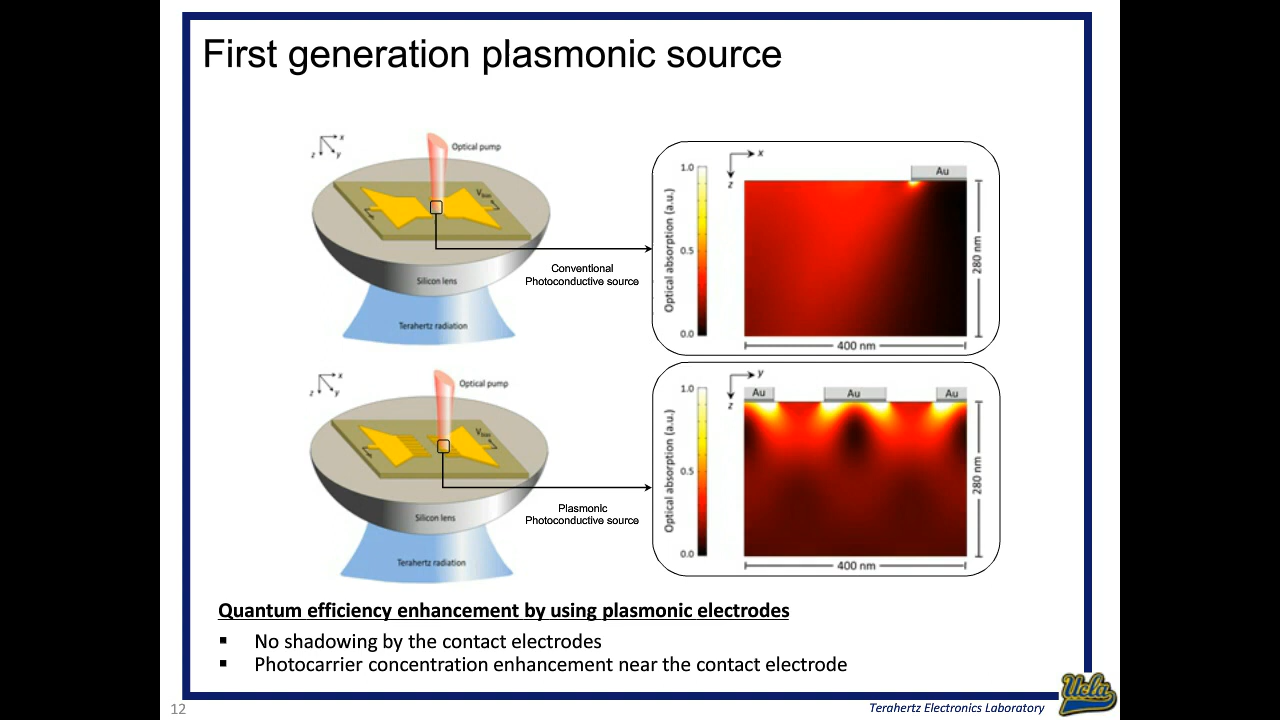 First generation plasmonic source
x
z
y
Optical pump
V_bias
Silicon lens
Terahertz radiation
Conventional
Photoconductive source
1.0
0.5
0.0
Optical absorption (a.u.)
x
z
Au
280 nm
400 nm
x
z
y
Optical pump
V_bias
Silicon lens
Terahertz radiation
Plasmonic
Photoconductive source
1.0
0.5
0.0
Optical absorption (a.u.)
y
z
Au
Au
Au
280 nm
400 nm
Quantum efficiency enhancement by using plasmonic electrodes
▪ No shadowing by the contact electrodes
▪ Photocarrier concentration enhancement near the contact electrode
12
Terahertz Electronics Laboratory
Ucla